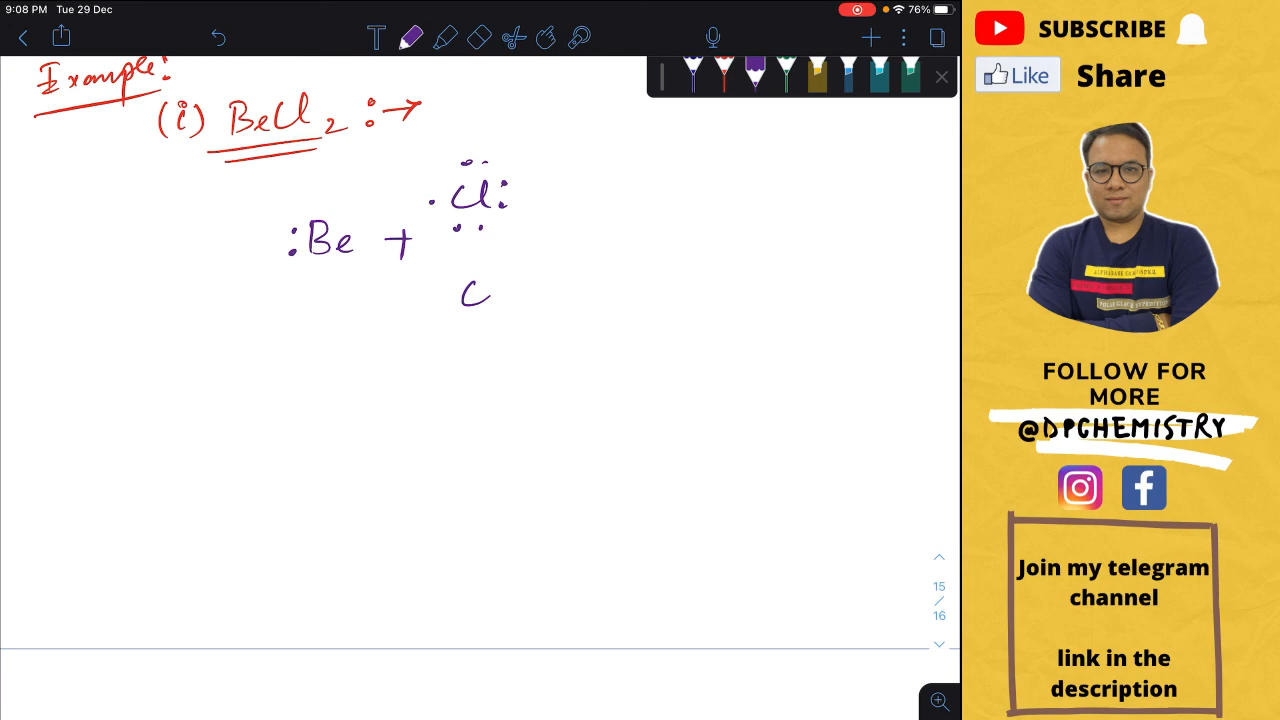 9:08 PM Tue 29 Dec
76%
Example:
(i) BeCl2 :→
. Cl :
: Be +
C
15
/
16
SUBSCRIBE
Like
Share
FOLLOW FOR
MORE
@DPCHEMISTRY
Join my telegram
channel
link in the
description